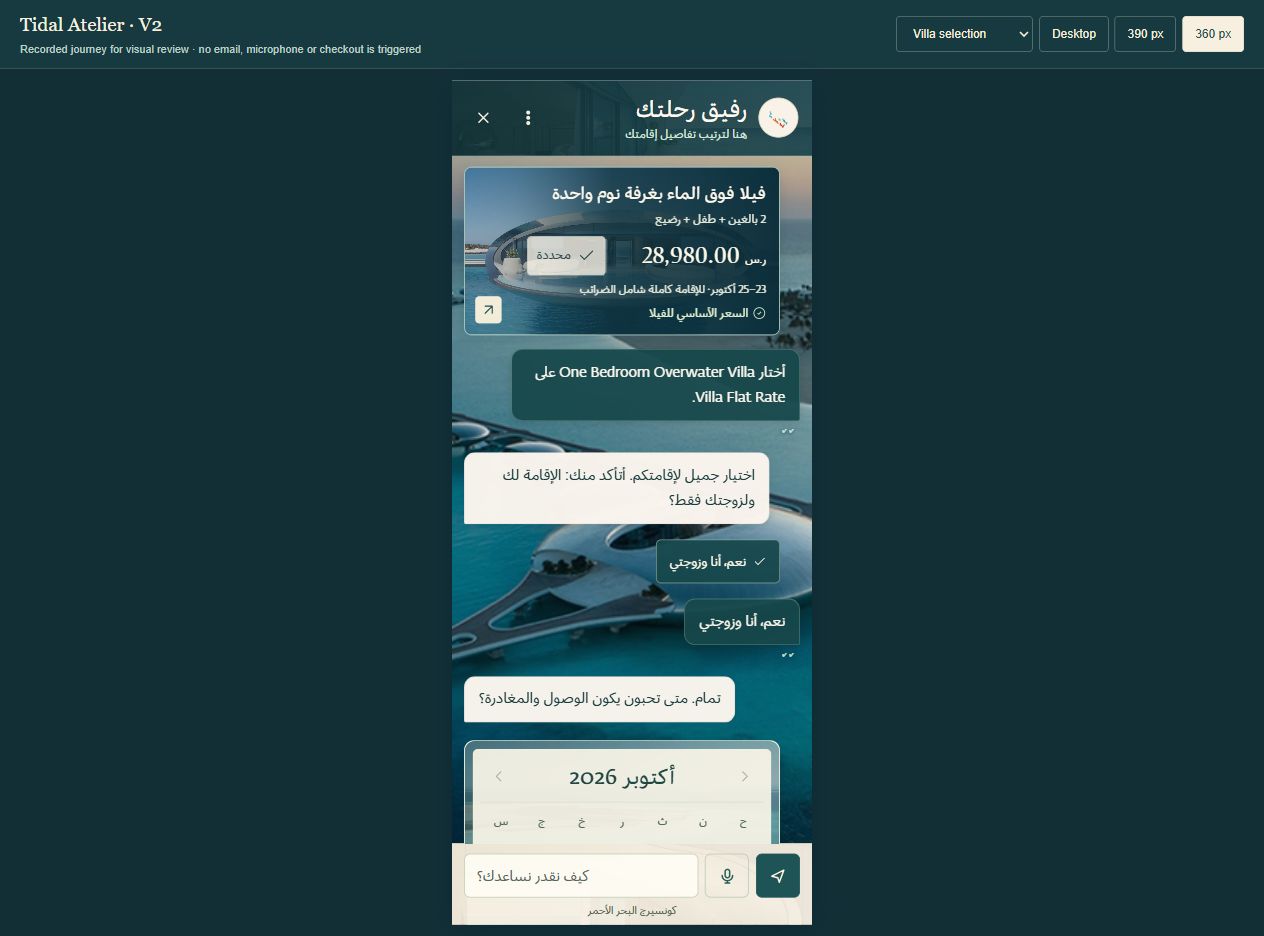 Tidal Atelier · V2
Recorded journey for visual review · no email, microphone or checkout is triggered
Villa selection
Desktop
390 px
360 px
رفيق رحلتك
هنا لترتيب تفاصيل إقامتك
فيلا فوق الماء بغرفة نوم واحدة
2 بالغين + طفل + رضيع
ر.س 28,980.00
محددة
23–25 أكتوبر · للإقامة كاملة شامل الضرائب
السعر الأساسي للفيلا
أختار One Bedroom Overwater Villa على
Villa Flat Rate.
اختيار جميل لإقامتكم. أتأكد منك: الإقامة لك
ولزوجتك فقط؟
نعم، أنا وزوجتي
نعم، أنا وزوجتي
تمام. متى تحبون يكون الوصول والمغادرة؟
أكتوبر 2026
ح ن ث ر خ ج س
كيف نقدر نساعدك؟
كونسيرج البحر الأحمر